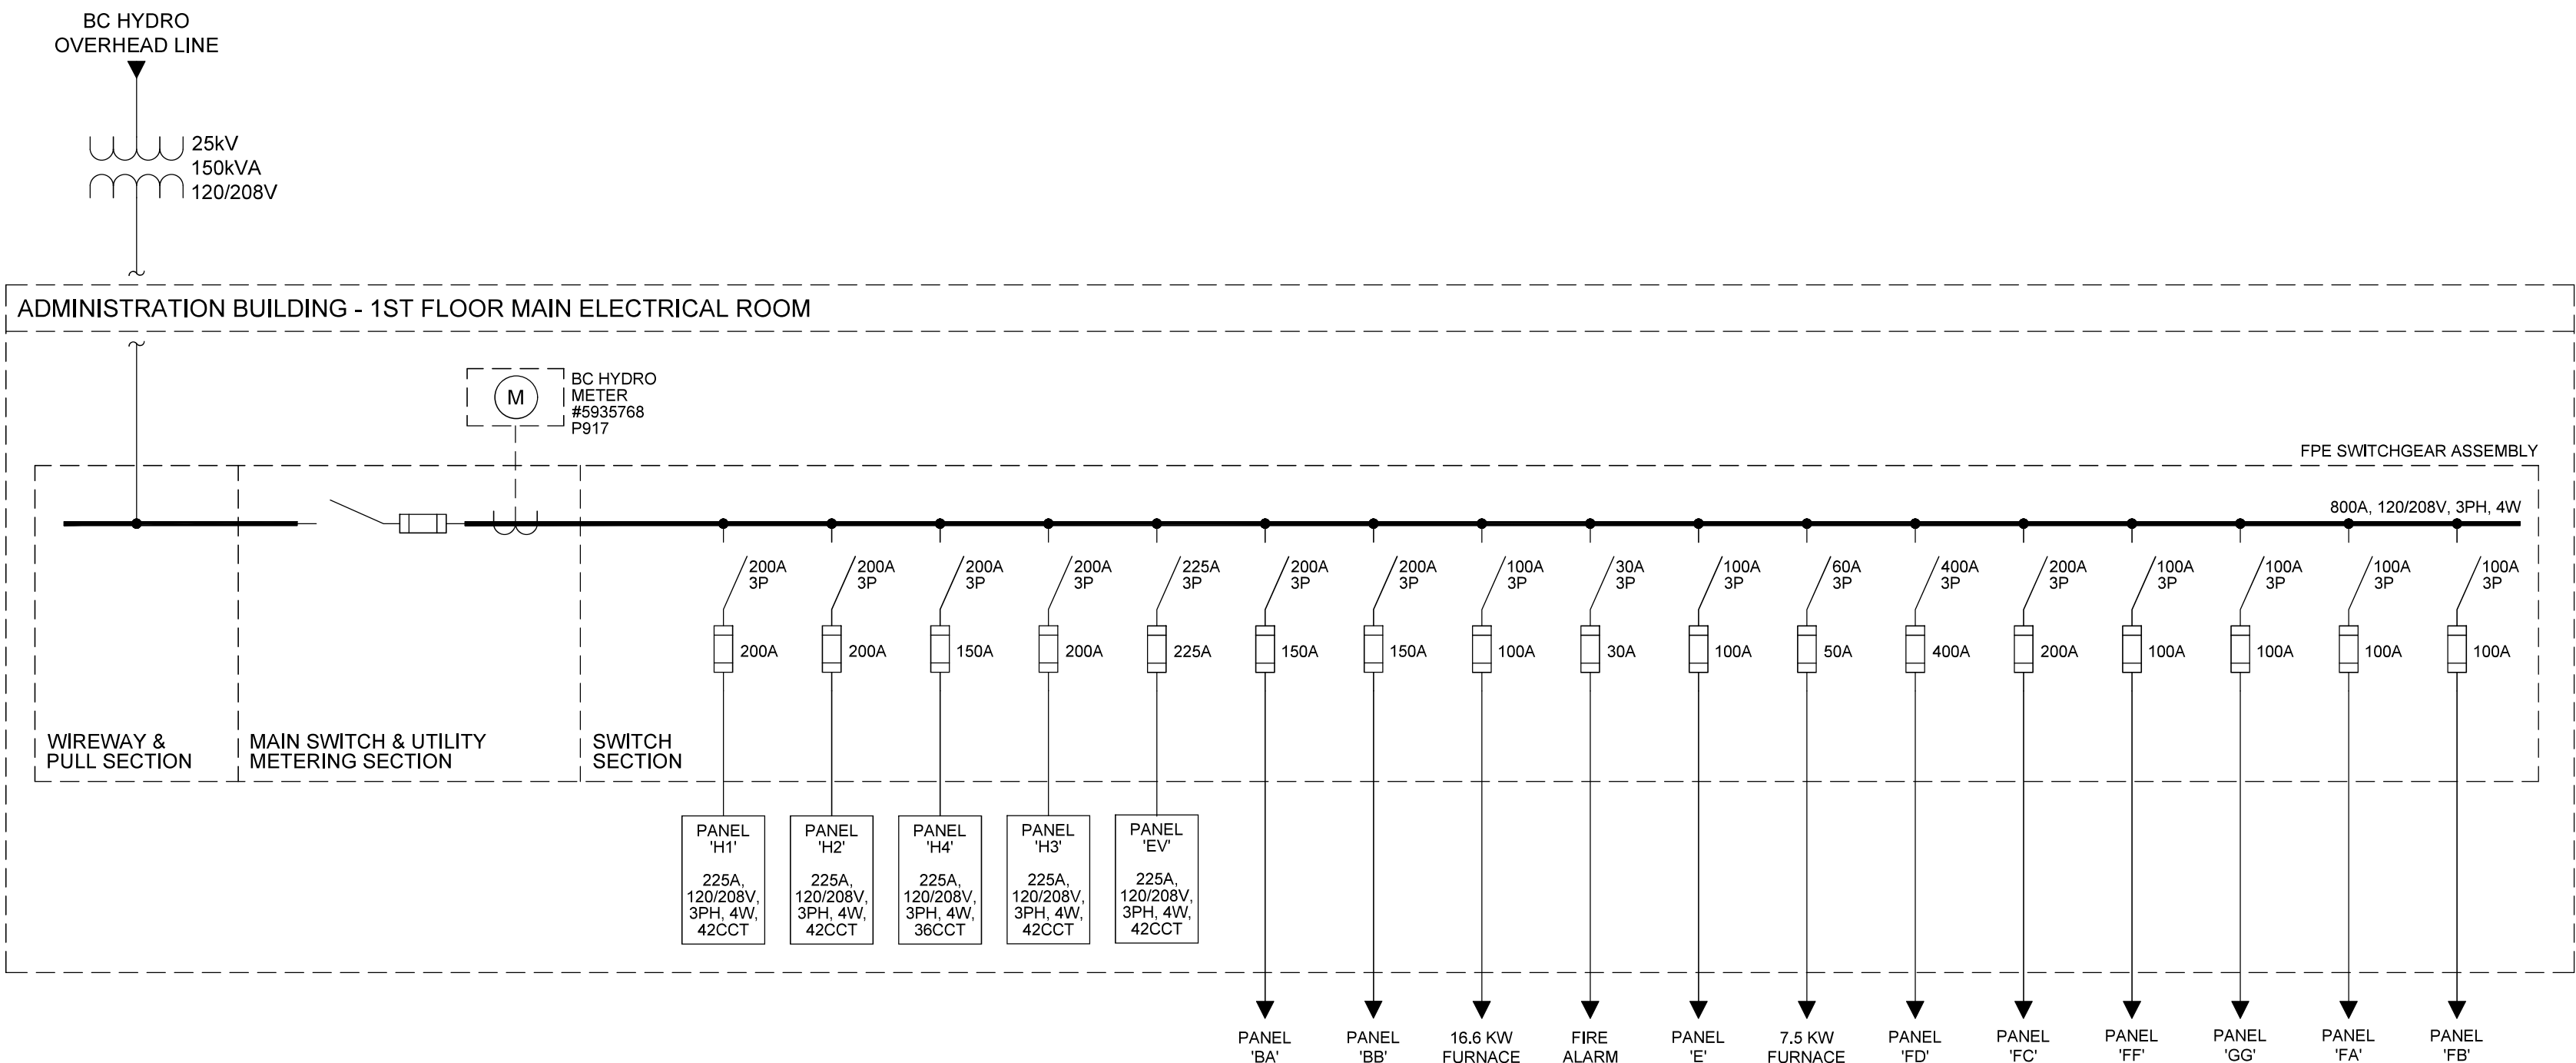 BC HYDRO
OVERHEAD LINE
25kV
150kVA
120/208V
ADMINISTRATION BUILDING - 1ST FLOOR MAIN ELECTRICAL ROOM
M
BC HYDRO
METER
#5935768
P917
FPE SWITCHGEAR ASSEMBLY
800A, 120/208V, 3PH, 4W
200A
3P
200A
3P
200A
3P
200A
3P
225A
3P
200A
3P
200A
3P
100A
3P
30A
3P
100A
3P
60A
3P
400A
3P
200A
3P
100A
3P
100A
3P
100A
3P
100A
3P
200A
200A
150A
200A
225A
150A
150A
100A
30A
100A
50A
400A
200A
100A
100A
100A
100A
WIREWAY &
PULL SECTION
MAIN SWITCH & UTILITY
METERING SECTION
SWITCH
SECTION
PANEL
'H1'
225A,
120/208V,
3PH, 4W,
42CCT
PANEL
'H2'
225A,
120/208V,
3PH, 4W,
42CCT
PANEL
'H4'
225A,
120/208V,
3PH, 4W,
36CCT
PANEL
'H3'
225A,
120/208V,
3PH, 4W,
42CCT
PANEL
'EV'
225A,
120/208V,
3PH, 4W,
42CCT
PANEL
'BA'
PANEL
'BB'
16.6 KW
FURNACE
FIRE
ALARM
PANEL
'E'
7.5 KW
FURNACE
PANEL
'FD'
PANEL
'FC'
PANEL
'FF'
PANEL
'GG'
PANEL
'FA'
PANEL
'FB'